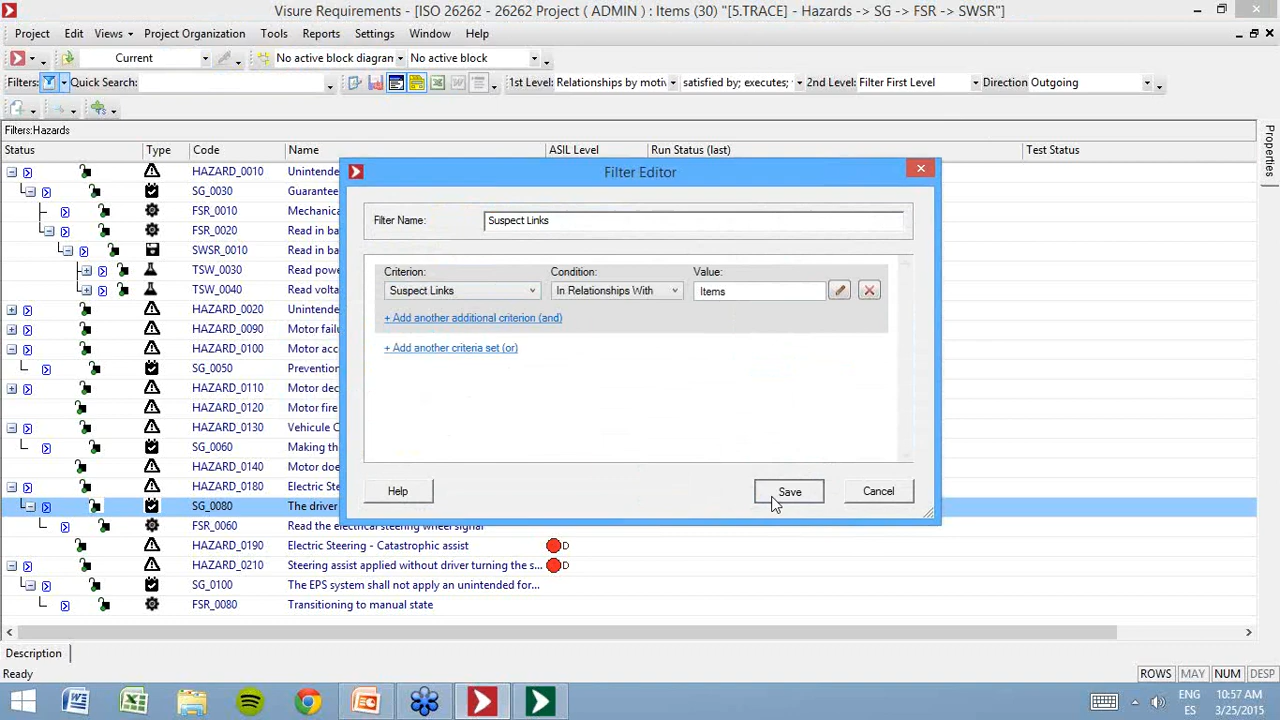 Visure Requirements - [ISO 26262 - 26262 Project ( ADMIN ) : Items (31) "[5.TRACE] - Hazards -> SG -> FSR -> SWSR"]
Project Edit Views Project Organization Tools Reports Settings Window Help
Current No active block diagran No active block
Filters: Quick Search: 1st Level: Relationships by motiv satisfied by; executes; 2nd Level: Filter First Level Direction Outgoing
Filters:Hazards
Status Type Code Name ASIL Level Run Status (last) Test Status
HAZARD_0010 Unintende
SG_0030 Guarantee
FSR_0010 Mechanica
FSR_0020 Read in ba
SWSR_0010 Read in ba
TSW_0030 Read powe
TSW_0040 Read volta
HAZARD_0020 Unintende
HAZARD_0090 Motor failu
HAZARD_0100 Motor acc
SG_0050 Prevention
HAZARD_0110 Motor dec
HAZARD_0120 Motor fire
HAZARD_0130 Vehicule C
SG_0060 Making th
HAZARD_0140 Motor doe
HAZARD_0180 Electric St
SG_0080 The driver
FSR_0060 Read the electrical steering wheel signal
HAZARD_0190 Electric Steering - Catastrophic assist D
HAZARD_0210 Steering assist applied without driver turning the s... D
SG_0100 The EPS system shall not apply an unintended for...
FSR_0080 Transitioning to manual state
Properties
Filter Editor
Filter Name: Suspect Links
Criterion: Condition: Value:
Suspect Links In Relationships With Items
+ Add another additional criterion (and)
+ Add another criteria set (or)
Help Save Cancel
Description
Ready ROWS MAY NUM DESP
ENG 10:57 AM
ES 3/25/2015